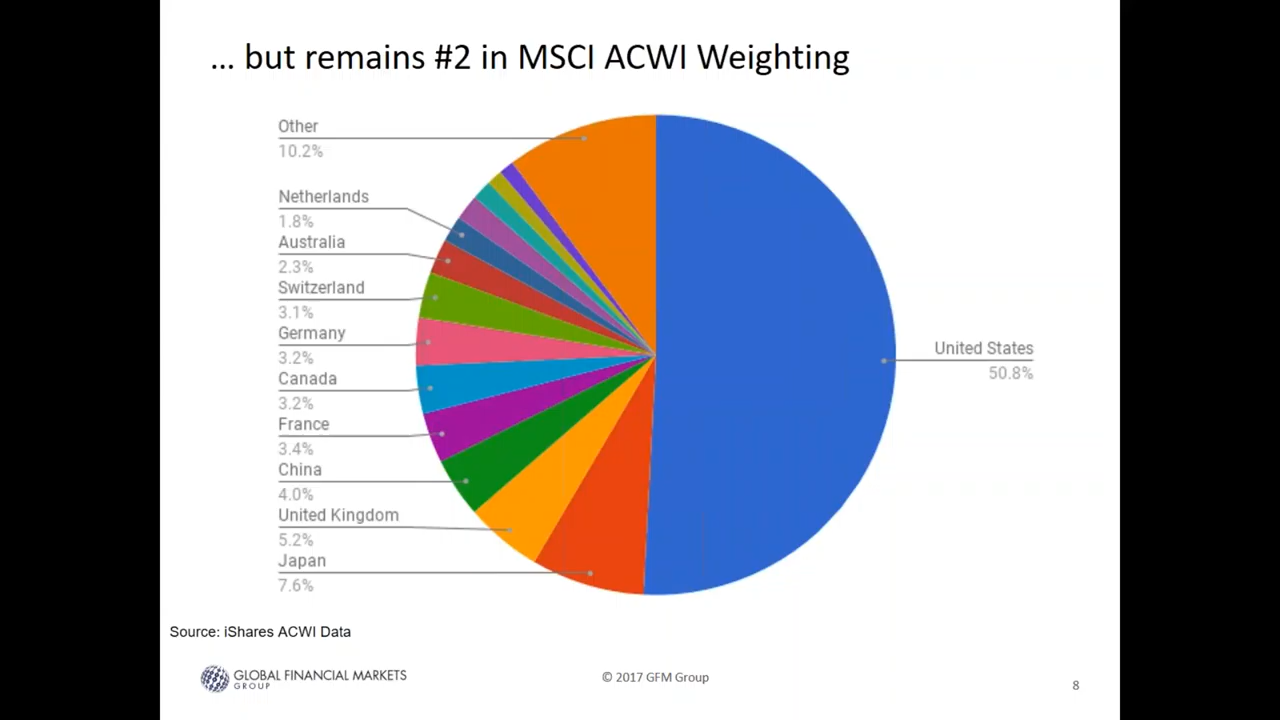 ... but remains #2 in MSCI ACWI Weighting
Other
10.2%
Netherlands
1.8%
Australia
2.3%
Switzerland
3.1%
Germany
3.2%
Canada
3.2%
France
3.4%
China
4.0%
United Kingdom
5.2%
Japan
7.6%
United States
50.8%
Source: iShares ACWI Data
GLOBAL FINANCIAL MARKETS
GROUP
© 2017 GFM Group
8